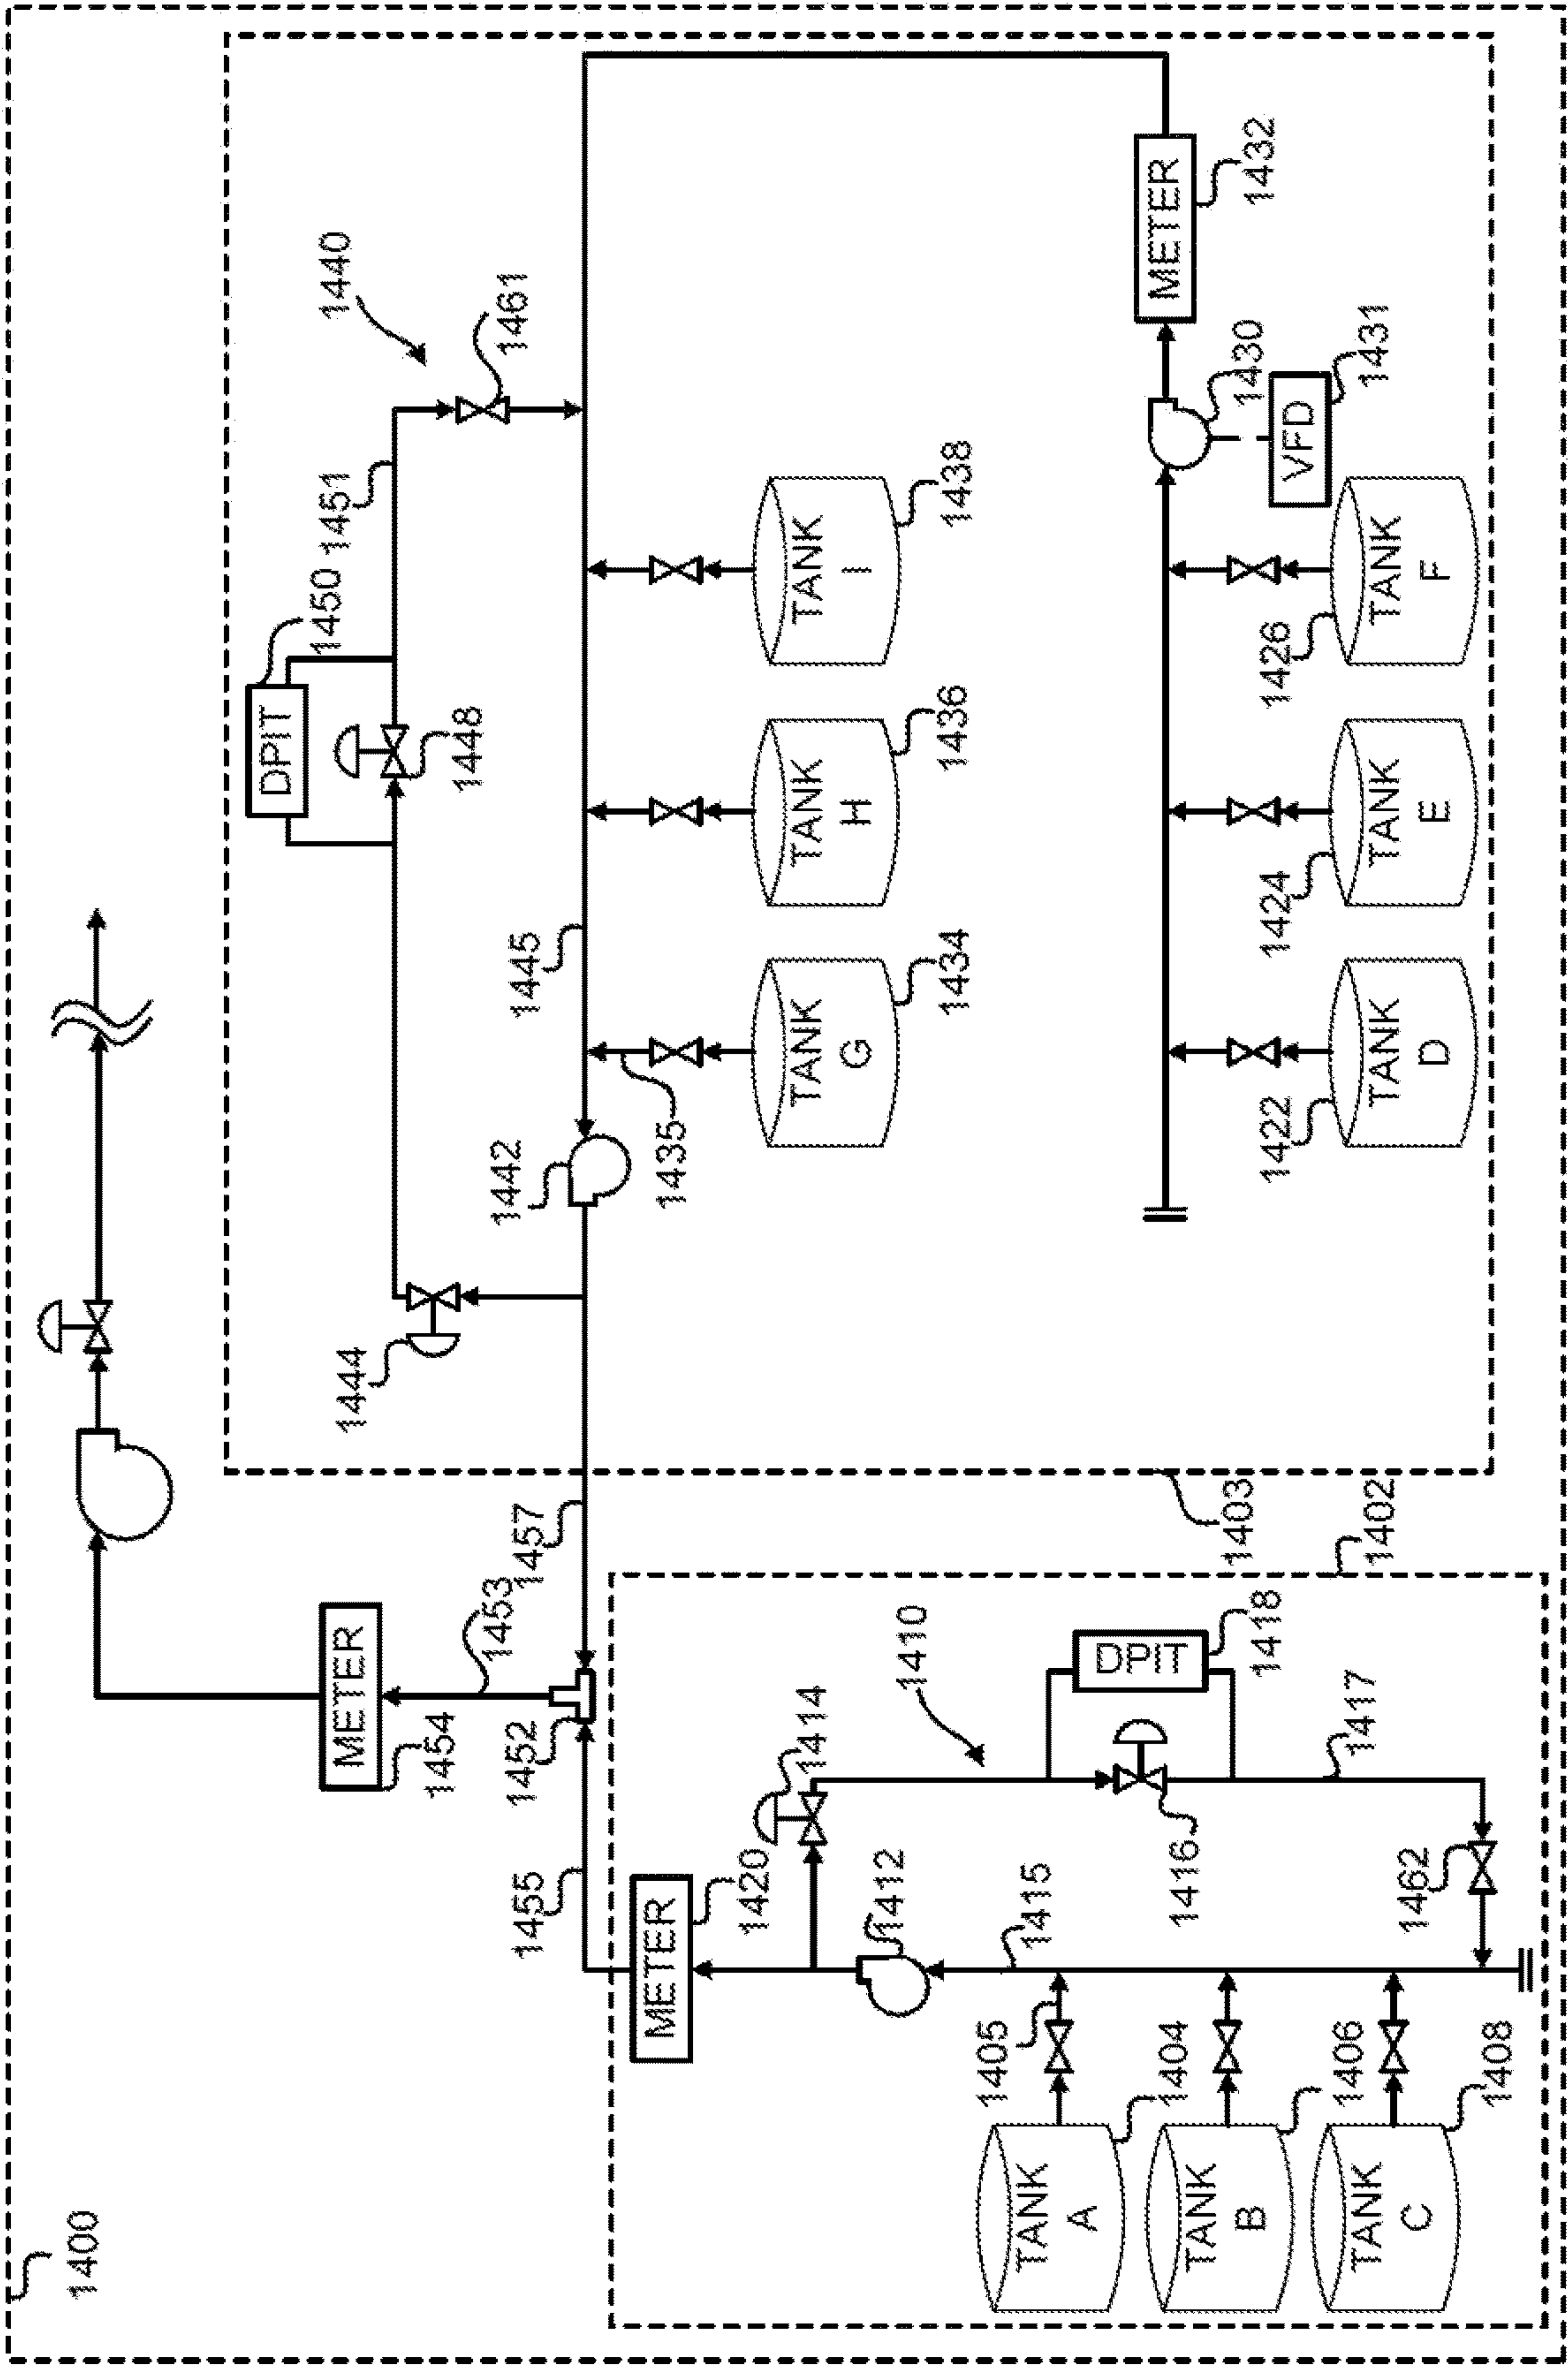 1400
METER
1454
1453
1452
1455
1457
1440
DPIT
1450
1451
1461
1448
1444
1442
1445
1435
TANK
G
1434
TANK
H
1436
TANK
I
1438
METER
1432
1430
VFD
1431
TANK
D
1422
TANK
E
1424
TANK
F
1426
1403
1402
METER
1420
1414
1410
DPIT
1418
1416
1417
1412
1415
1462
1405
TANK
A
1404
TANK
B
1406
TANK
C
1408